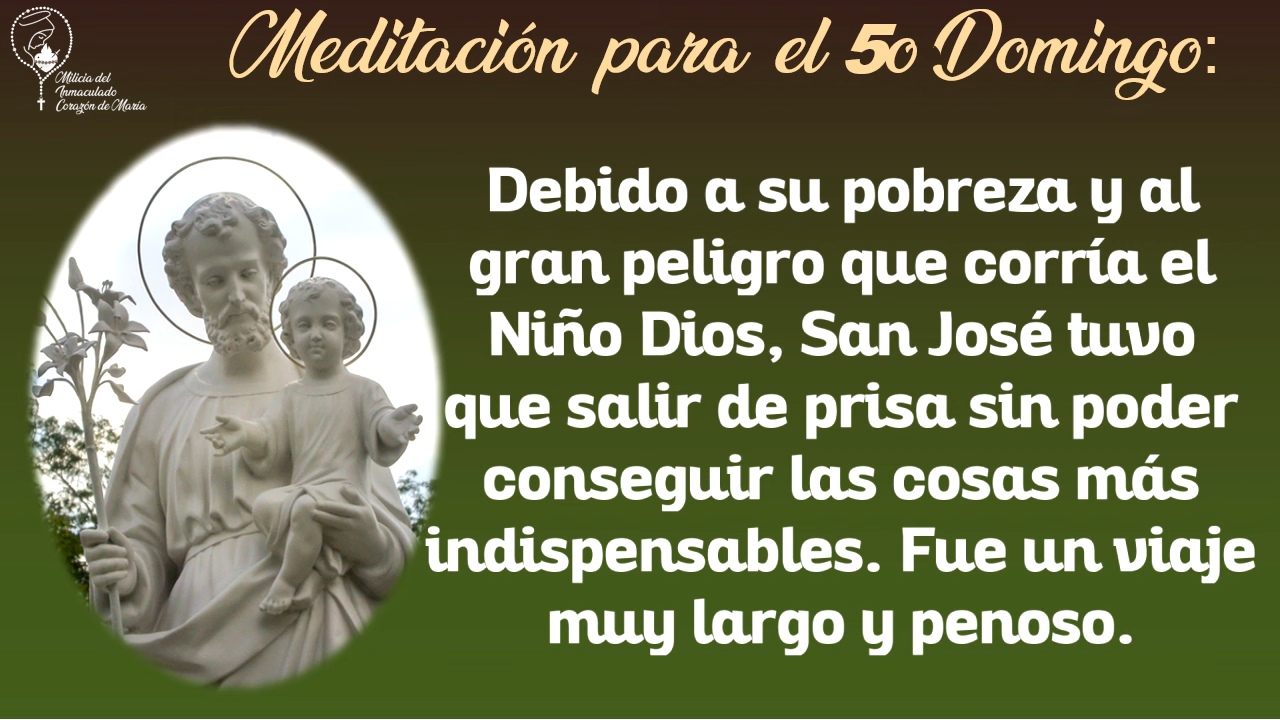 Meditación para el 5o Domingo:
Milicia del
Inmaculado
Corazón de María
Debido a su pobreza y al
gran peligro que corría el
Niño Dios, San José tuvo
que salir de prisa sin poder
conseguir las cosas más
indispensables. Fue un viaje
muy largo y penoso.